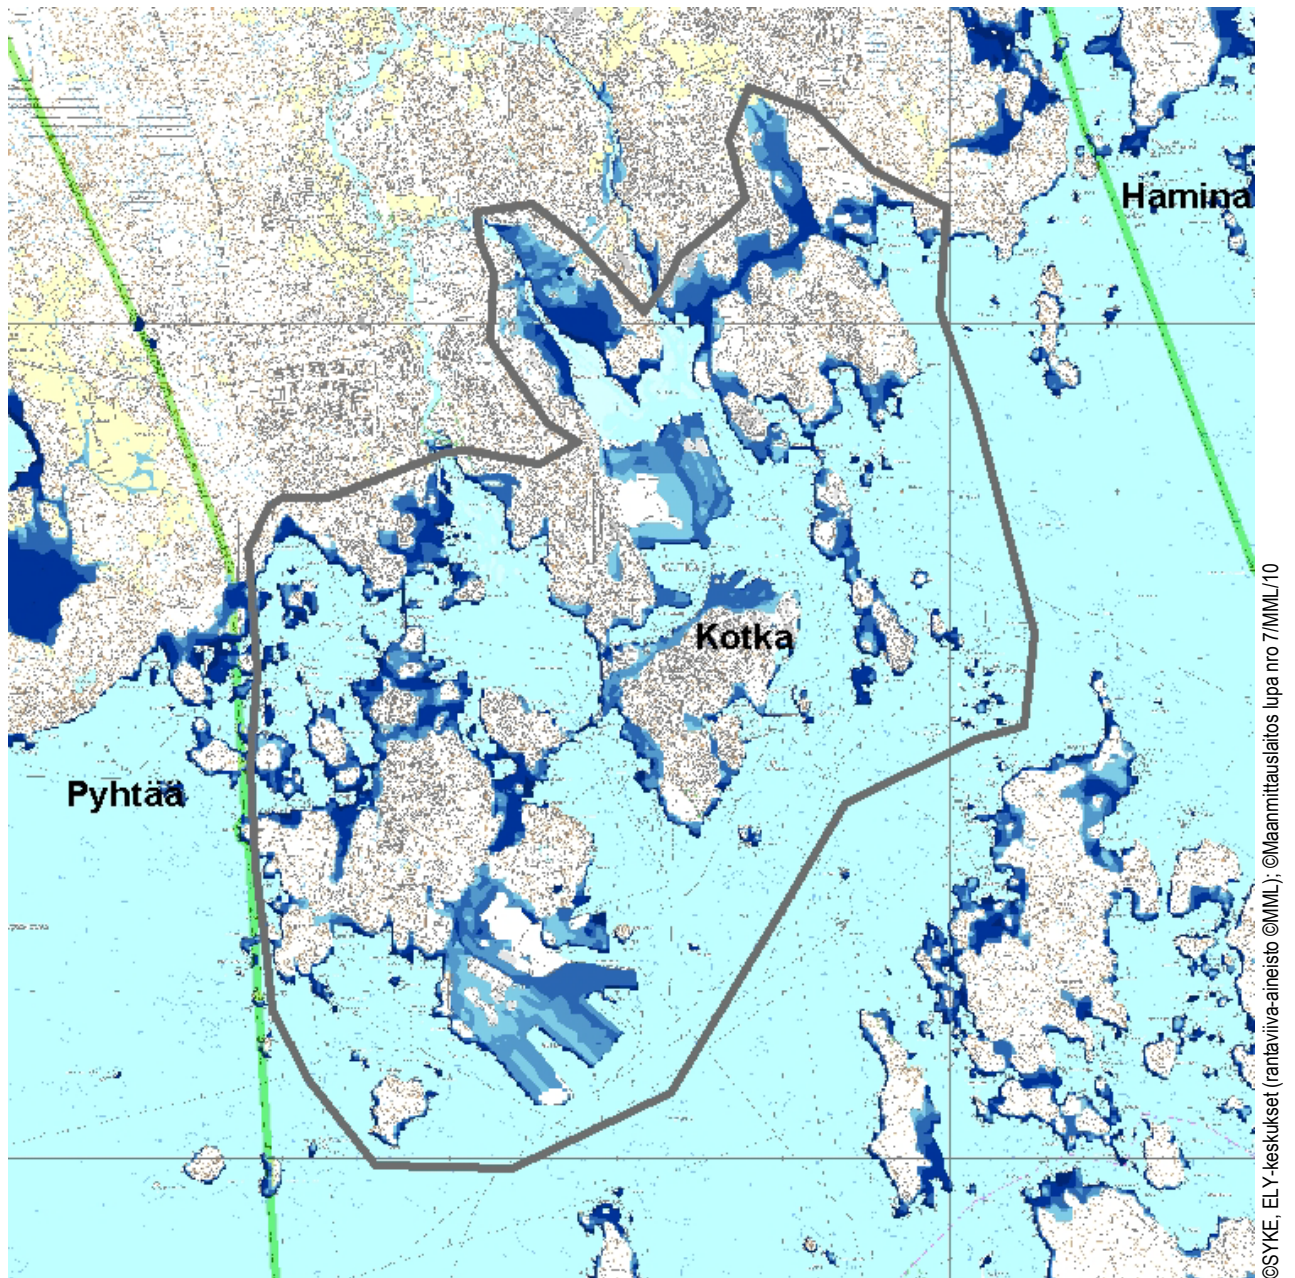 Hamina
Kotka
Pyhtää
©SYKE, ELY-keskukset (rantaviiva-aineisto ©MML); ©Maanmittauslaitos lupa nro 7/MML/10